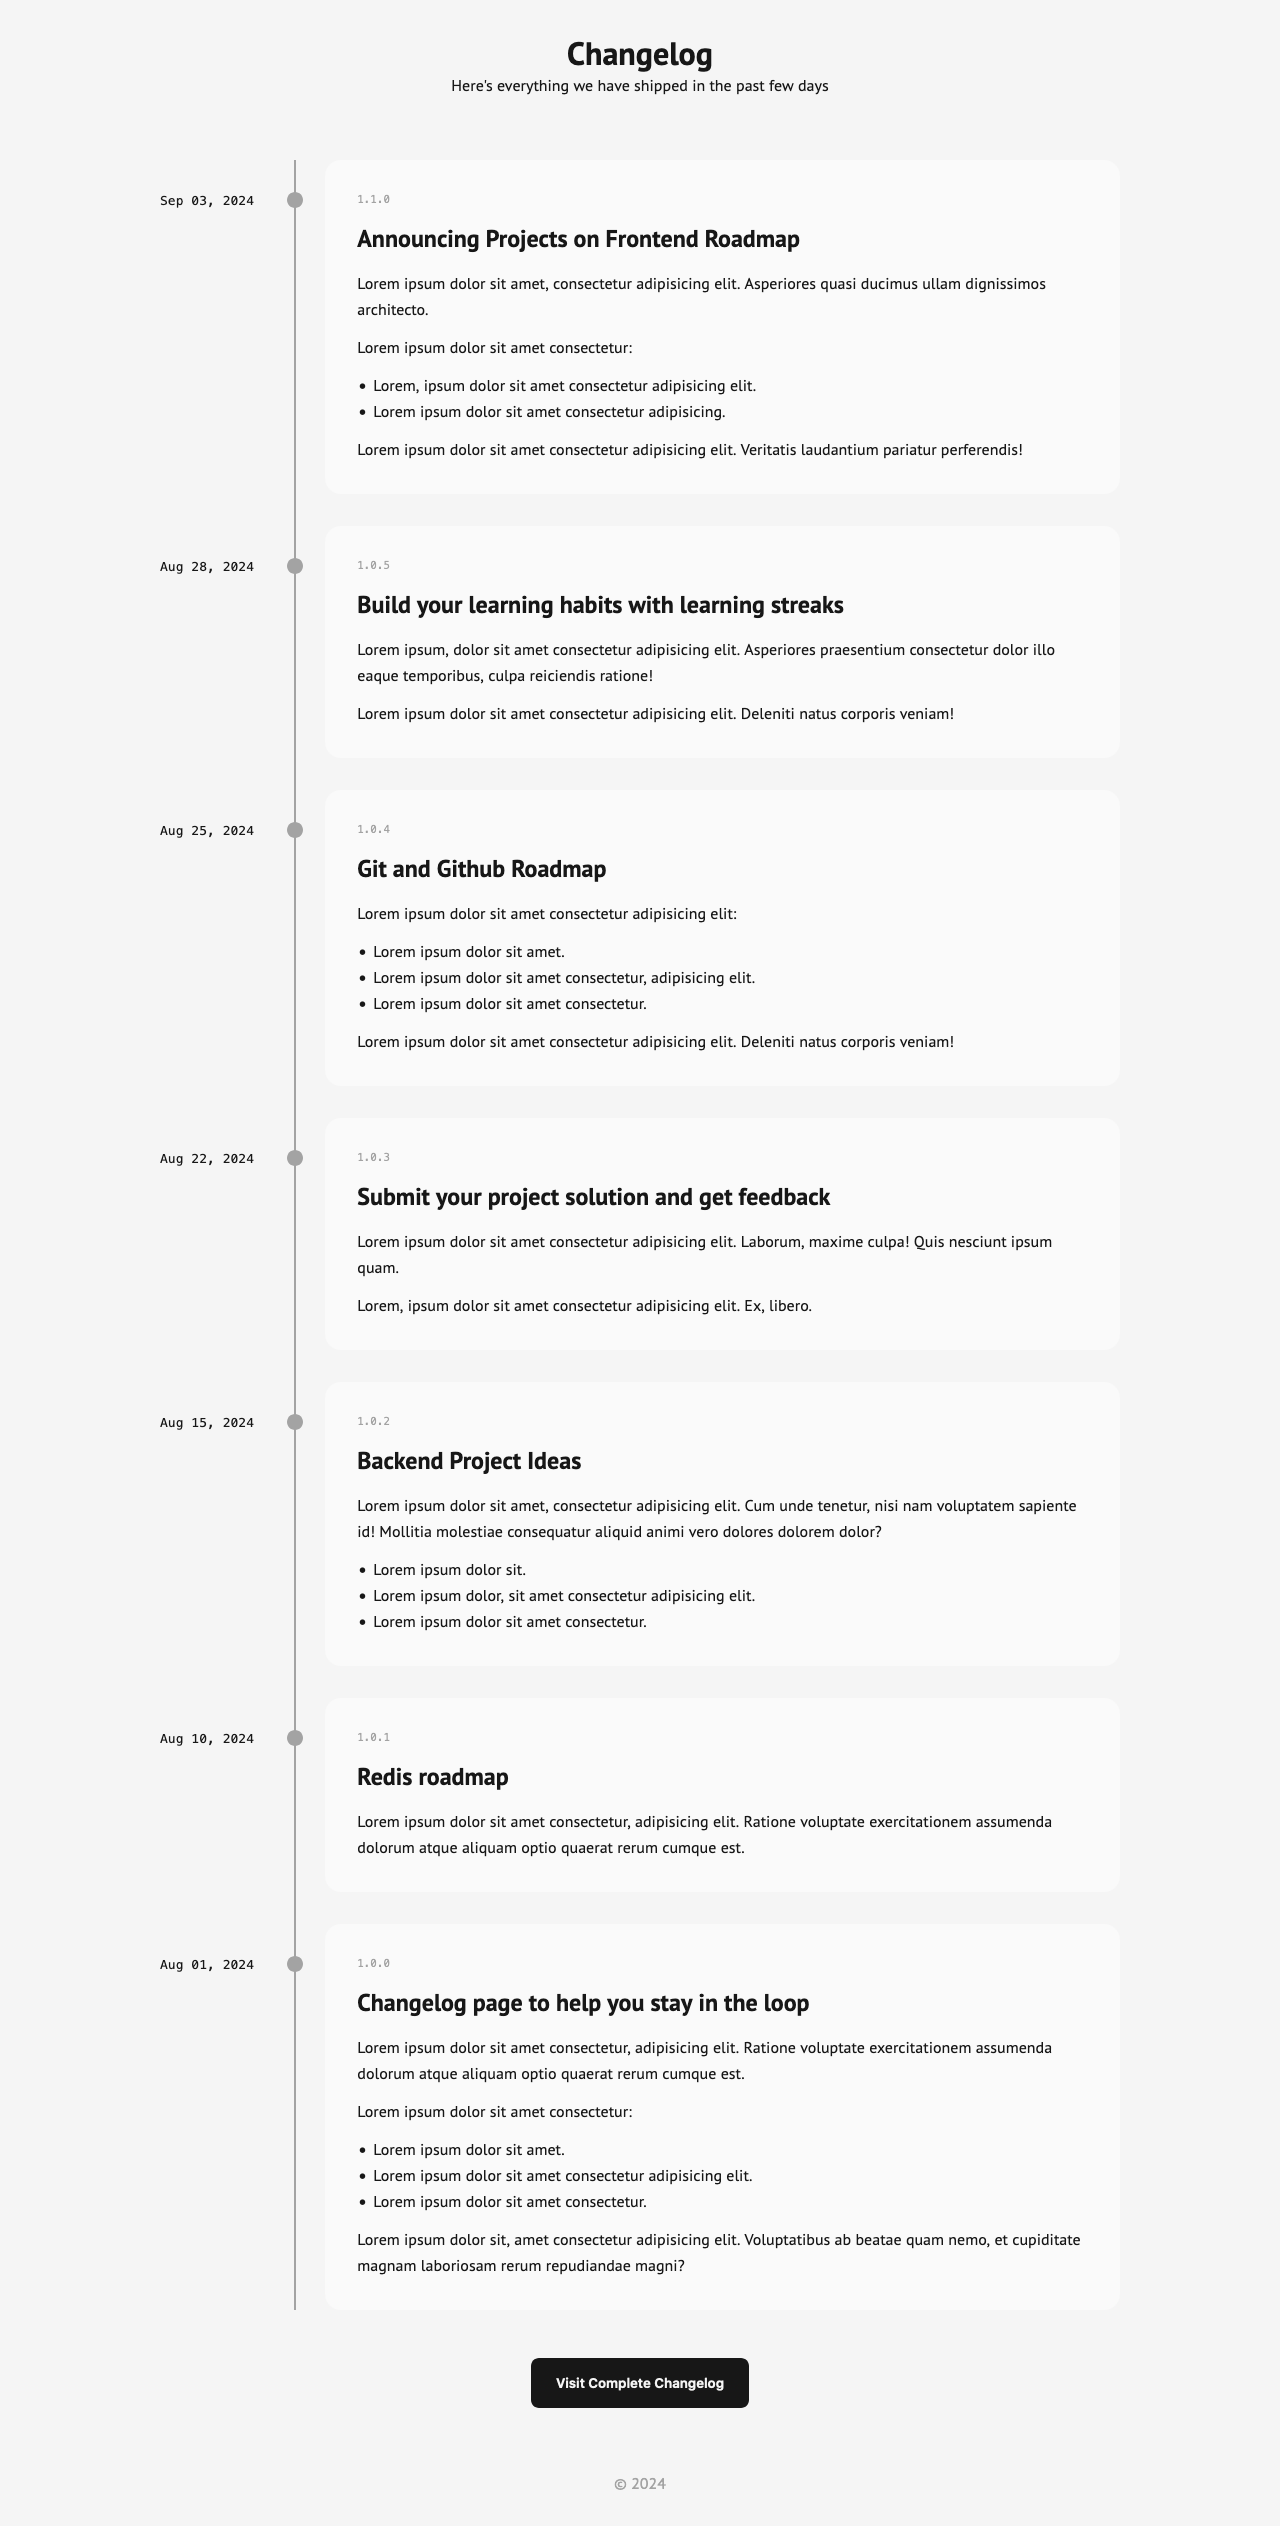 Changelog
Here's everything we have shipped in the past few days
Sep 03, 2024
1.1.0
Announcing Projects on Frontend Roadmap
Lorem ipsum dolor sit amet, consectetur adipisicing elit. Asperiores quasi ducimus ullam dignissimos
architecto.
Lorem ipsum dolor sit amet consectetur:
• Lorem, ipsum dolor sit amet consectetur adipisicing elit.
• Lorem ipsum dolor sit amet consectetur adipisicing.
Lorem ipsum dolor sit amet consectetur adipisicing elit. Veritatis laudantium pariatur perferendis!
Aug 28, 2024
1.0.5
Build your learning habits with learning streaks
Lorem ipsum, dolor sit amet consectetur adipisicing elit. Asperiores praesentium consectetur dolor illo
eaque temporibus, culpa reiciendis ratione!
Lorem ipsum dolor sit amet consectetur adipisicing elit. Deleniti natus corporis veniam!
Aug 25, 2024
1.0.4
Git and Github Roadmap
Lorem ipsum dolor sit amet consectetur adipisicing elit:
• Lorem ipsum dolor sit amet.
• Lorem ipsum dolor sit amet consectetur, adipisicing elit.
• Lorem ipsum dolor sit amet consectetur.
Lorem ipsum dolor sit amet consectetur adipisicing elit. Deleniti natus corporis veniam!
Aug 22, 2024
1.0.3
Submit your project solution and get feedback
Lorem ipsum dolor sit amet consectetur adipisicing elit. Laborum, maxime culpa! Quis nesciunt ipsum
quam.
Lorem, ipsum dolor sit amet consectetur adipisicing elit. Ex, libero.
Aug 15, 2024
1.0.2
Backend Project Ideas
Lorem ipsum dolor sit amet, consectetur adipisicing elit. Cum unde tenetur, nisi nam voluptatem sapiente
id! Mollitia molestiae consequatur aliquid animi vero dolores dolorem dolor?
• Lorem ipsum dolor sit.
• Lorem ipsum dolor, sit amet consectetur adipisicing elit.
• Lorem ipsum dolor sit amet consectetur.
Aug 10, 2024
1.0.1
Redis roadmap
Lorem ipsum dolor sit amet consectetur, adipisicing elit. Ratione voluptate exercitationem assumenda
dolorum atque aliquam optio quaerat rerum cumque est.
Aug 01, 2024
1.0.0
Changelog page to help you stay in the loop
Lorem ipsum dolor sit amet consectetur, adipisicing elit. Ratione voluptate exercitationem assumenda
dolorum atque aliquam optio quaerat rerum cumque est.
Lorem ipsum dolor sit amet consectetur:
• Lorem ipsum dolor sit amet.
• Lorem ipsum dolor sit amet consectetur adipisicing elit.
• Lorem ipsum dolor sit amet consectetur.
Lorem ipsum dolor sit, amet consectetur adipisicing elit. Voluptatibus ab beatae quam nemo, et cupiditate
magnam laboriosam rerum repudiandae magni?
Visit Complete Changelog
© 2024